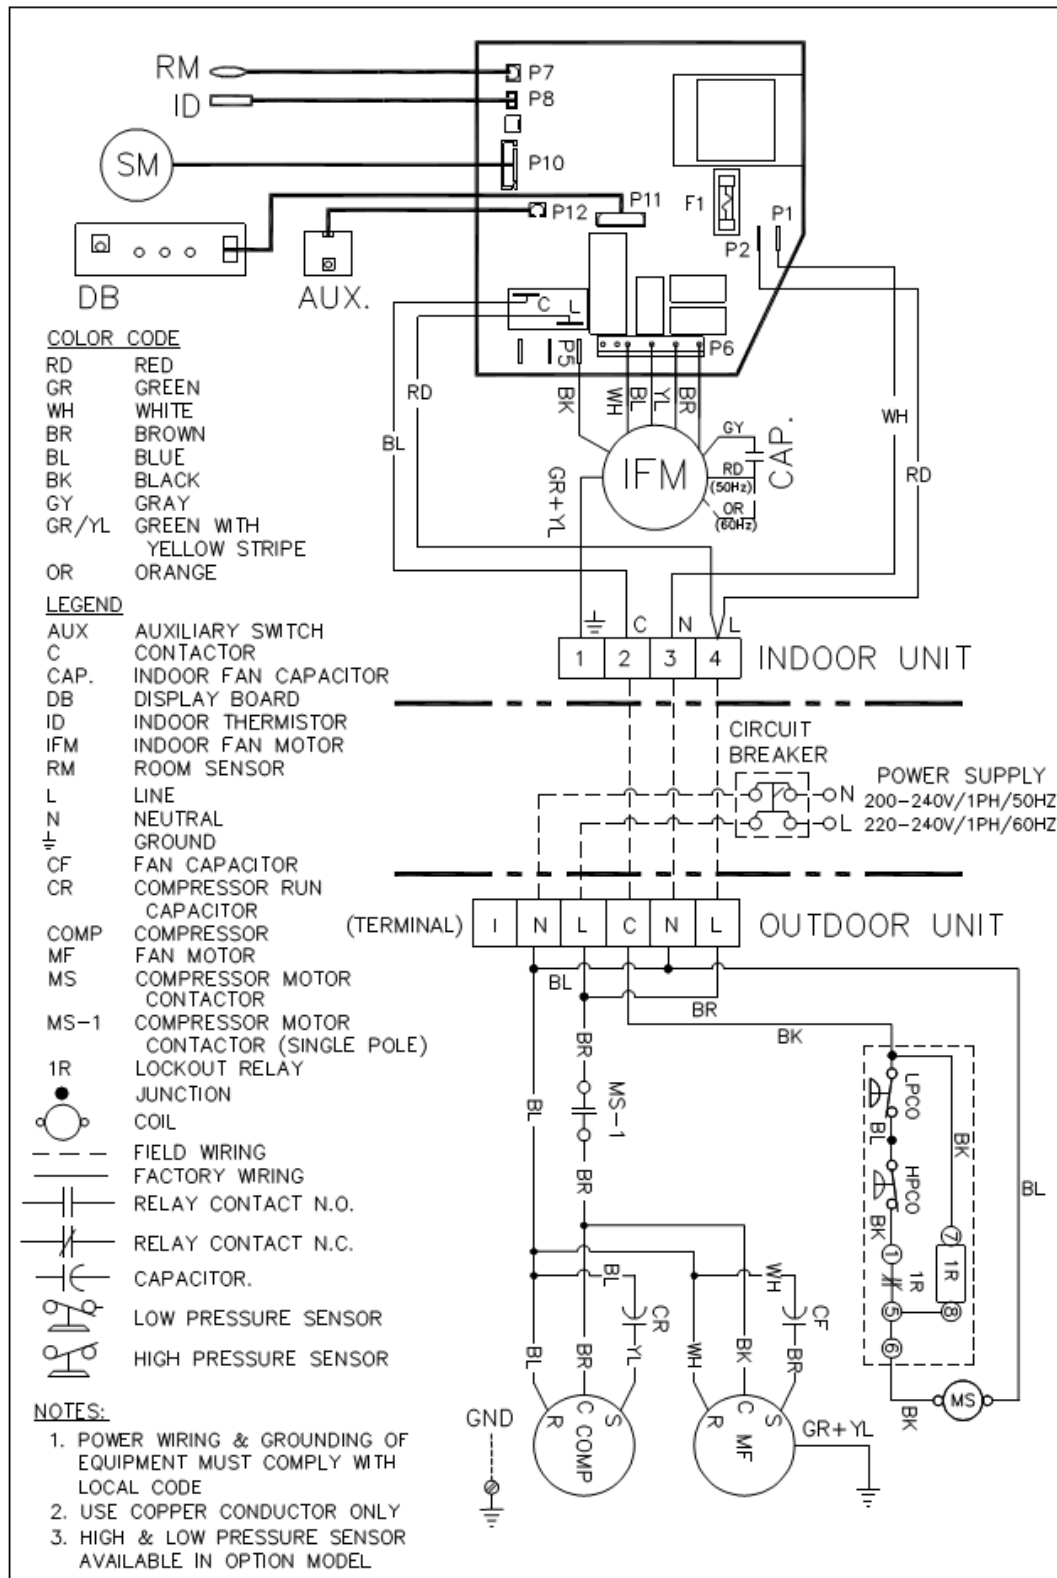 RM
P7
ID
P8
SM
P10
P11
P12
F1
P1
P2
DB
AUX.
C
L
P5
P6
COLOR CODE
RD RED
GR GREEN
WH WHITE
BR BROWN
BL BLUE
BK BLACK
GY GRAY
GR/YL GREEN WITH
YELLOW STRIPE
OR ORANGE
RD
BL
BK
WH
BL
YL
BR
WH
RD
IFM
GY
RD
(50Hz)
OR
(60Hz)
CAP.
GR+YL
LEGEND
AUX AUXILIARY SWITCH
C CONTACTOR
CAP. INDOOR FAN CAPACITOR
DB DISPLAY BOARD
ID INDOOR THERMISTOR
IFM INDOOR FAN MOTOR
RM ROOM SENSOR
L LINE
N NEUTRAL
GROUND
CF FAN CAPACITOR
CR COMPRESSOR RUN
CAPACITOR
COMP COMPRESSOR
MF FAN MOTOR
MS COMPRESSOR MOTOR
CONTACTOR
MS-1 COMPRESSOR MOTOR
CONTACTOR (SINGLE POLE)
1R LOCKOUT RELAY
JUNCTION
COIL
FIELD WIRING
FACTORY WIRING
RELAY CONTACT N.O.
RELAY CONTACT N.C.
CAPACITOR.
LOW PRESSURE SENSOR
HIGH PRESSURE SENSOR
C N L
1 2 3 4 INDOOR UNIT
CIRCUIT
BREAKER
POWER SUPPLY
N 200-240V/1PH/50HZ
L 220-240V/1PH/60HZ
(TERMINAL) I N L C N L OUTDOOR UNIT
BL
BR
BK
BR
MS-1
BL
BR
LPCO
BL
HPCO
BK
BK
BL
7
1
1R
1R
5
8
6
BL
WH
CR
CF
BL
BR
YL
WH
BK
BR
BK
MS
R C S
COMP
R C S
MF
GR+YL
GND
NOTES:
1. POWER WIRING & GROUNDING OF
EQUIPMENT MUST COMPLY WITH
LOCAL CODE
2. USE COPPER CONDUCTOR ONLY
3. HIGH & LOW PRESSURE SENSOR
AVAILABLE IN OPTION MODEL